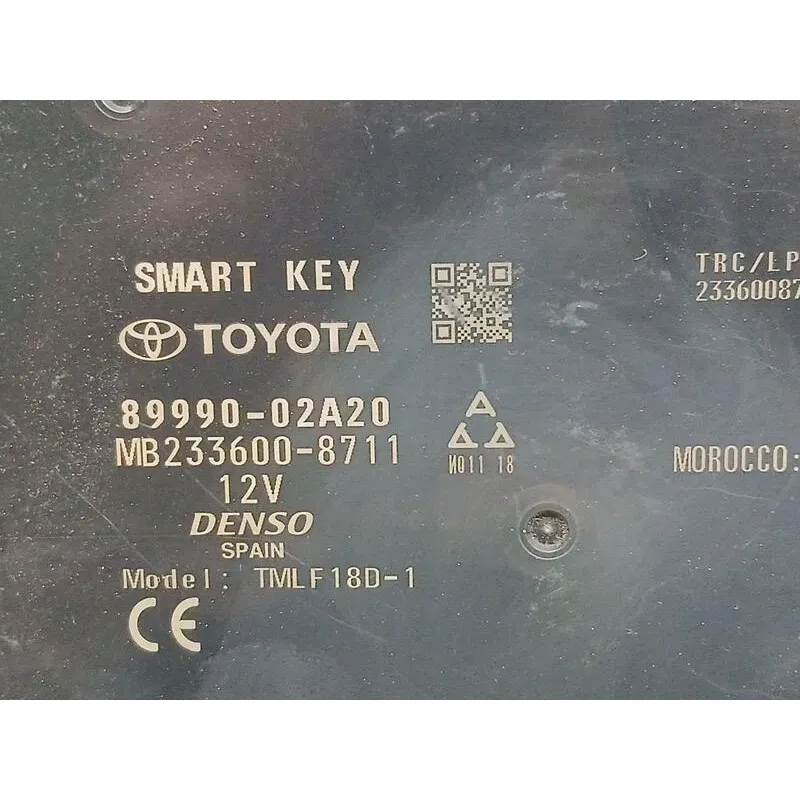 SMART KEY
TOYOTA
89990-02A20
MB233600-8711
12V
DENSO
SPAIN
Model: TMLF18D-1
CE
A
И011 18
TRC/LP
23360087
MOROCCO: